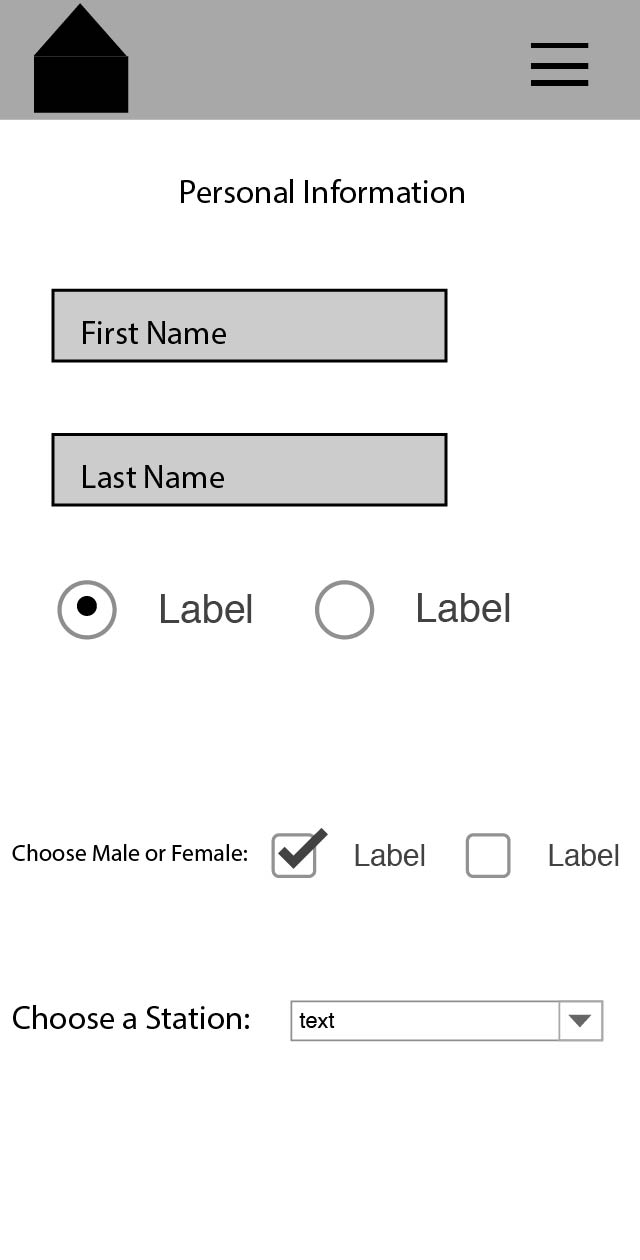 Personal Information
First Name
Last Name
Label Label
Choose Male or Female: Label Label
Choose a Station: text